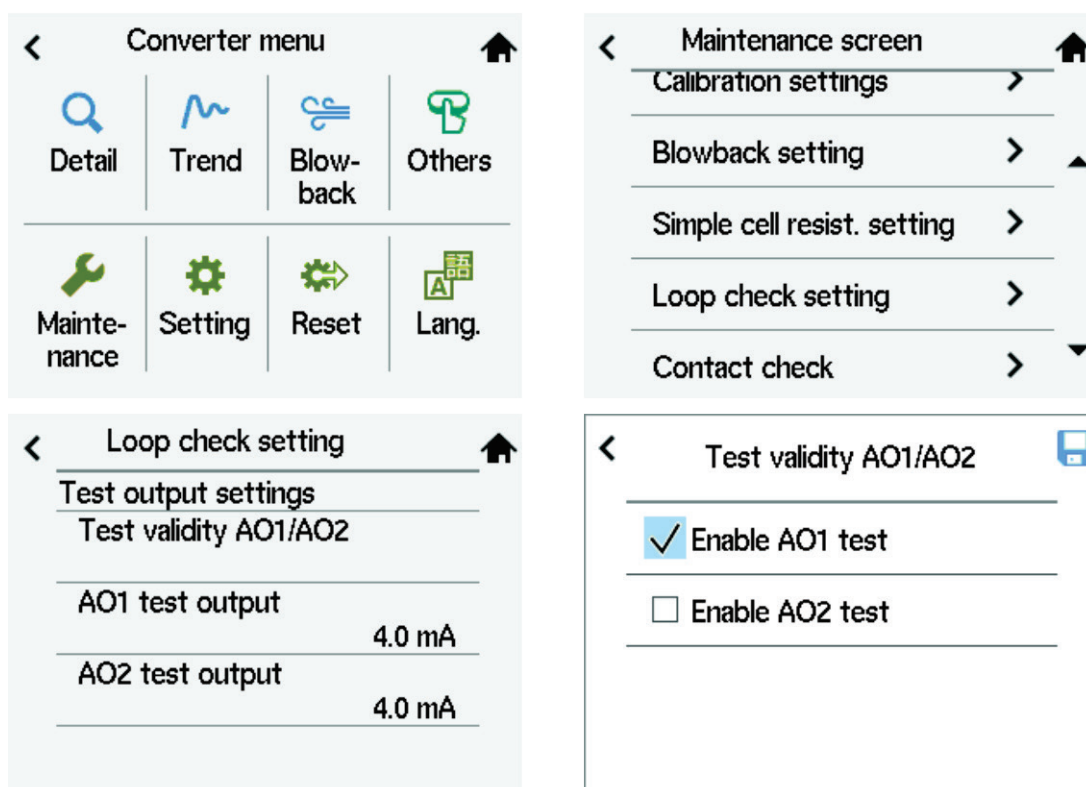 Converter menu
Detail
Trend
Blow-
back
Others
Mainte-
nance
Setting
Reset
A語
Lang.
Maintenance screen
Calibration settings
Blowback setting
Simple cell resist. setting
Loop check setting
Contact check
Loop check setting
Test output settings
Test validity AO1/AO2
AO1 test output
4.0 mA
AO2 test output
4.0 mA
Test validity AO1/AO2
Enable AO1 test
Enable AO2 test